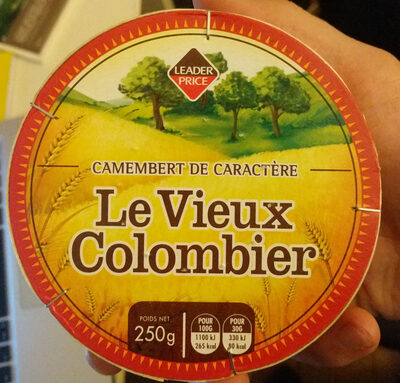 LEADER
PRICE
CAMEMBERT DE CARACTÈRE
Le Vieux
Colombier
POIDS NET
250g
POUR
100G
1100 kJ
265 kcal
POUR
30G
330 kJ
80 kcal